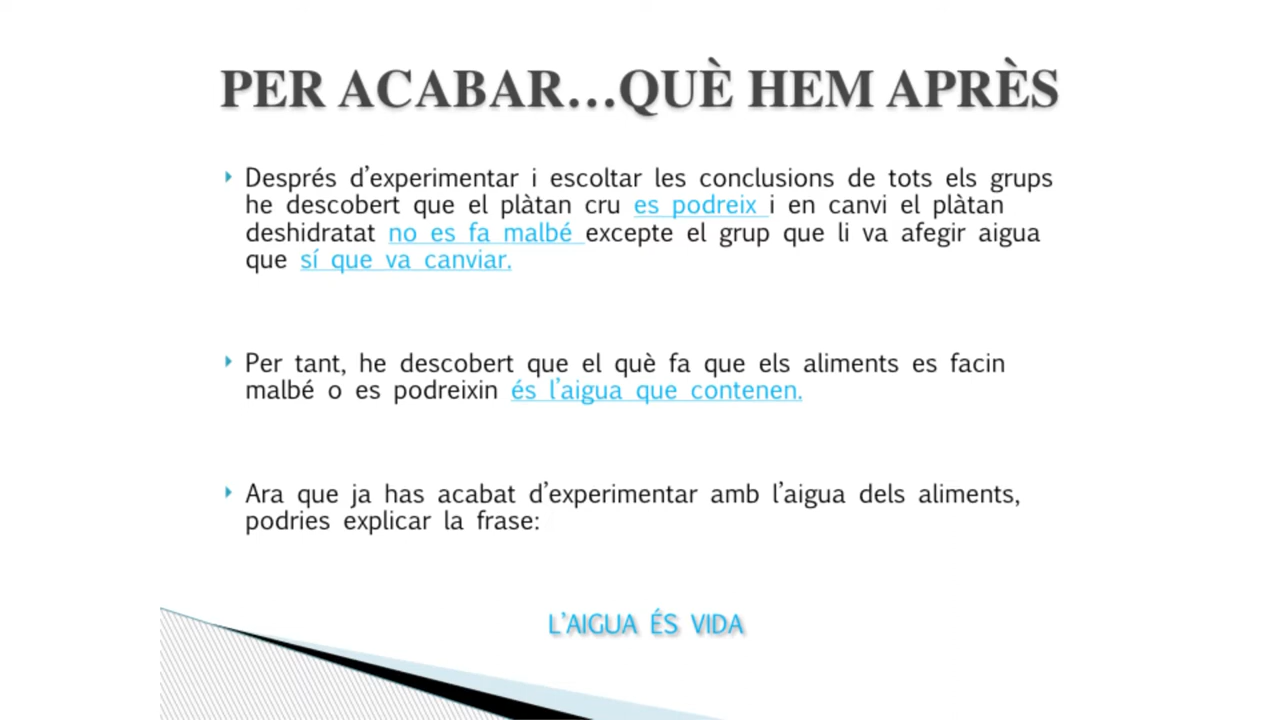 PER ACABAR...QUÈ HEM APRÈS
Després d'experimentar i escoltar les conclusions de tots els grups
he descobert que el plàtan cru es podreix i en canvi el plàtan
deshidratat no es fa malbé excepte el grup que li va afegir aigua
que sí que va canviar.
Per tant, he descobert que el què fa que els aliments es facin
malbé o es podreixin és l'aigua que contenen.
Ara que ja has acabat d'experimentar amb l'aigua dels aliments,
podries explicar la frase:
L'AIGUA ÉS VIDA